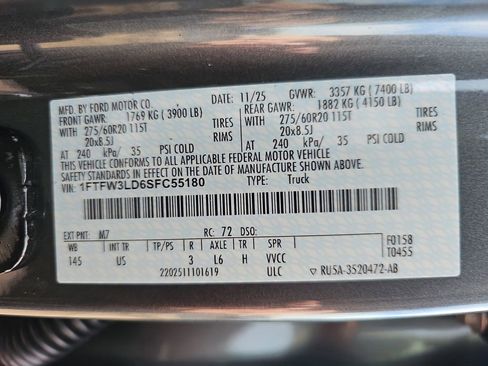 MFD. BY FORD MOTOR CO. DATE: 11/25 GVWR: 3357 KG ( 7400 LB)
FRONT GAWR: 1769 KG ( 3900 LB) REAR GAWR: 1882 KG ( 4150 LB)
WITH 275/60R20 115T TIRES WITH 275/60R20 115T TIRES
20x8.5J RIMS 20x8.5J RIMS
AT 240 kPa/ 35 PSI COLD AT 240 kPa/ 35 PSI COLD
THIS VEHICLE CONFORMS TO ALL APPLICABLE FEDERAL MOTOR VEHICLE
SAFETY STANDARDS IN EFFECT ON THE DATE OF MANUFACTURE SHOWN ABOVE.
VIN: 1FTFW3LD6SFC55180 TYPE: Truck
EXT PNT: M7 RC: 72 DSO: F0158
WB INT TR TP/PS R AXLE TR SPR T0455
145 US 3 L6 H VVCC
2202511101619 ULC ▽ RU5A-3520472-AB